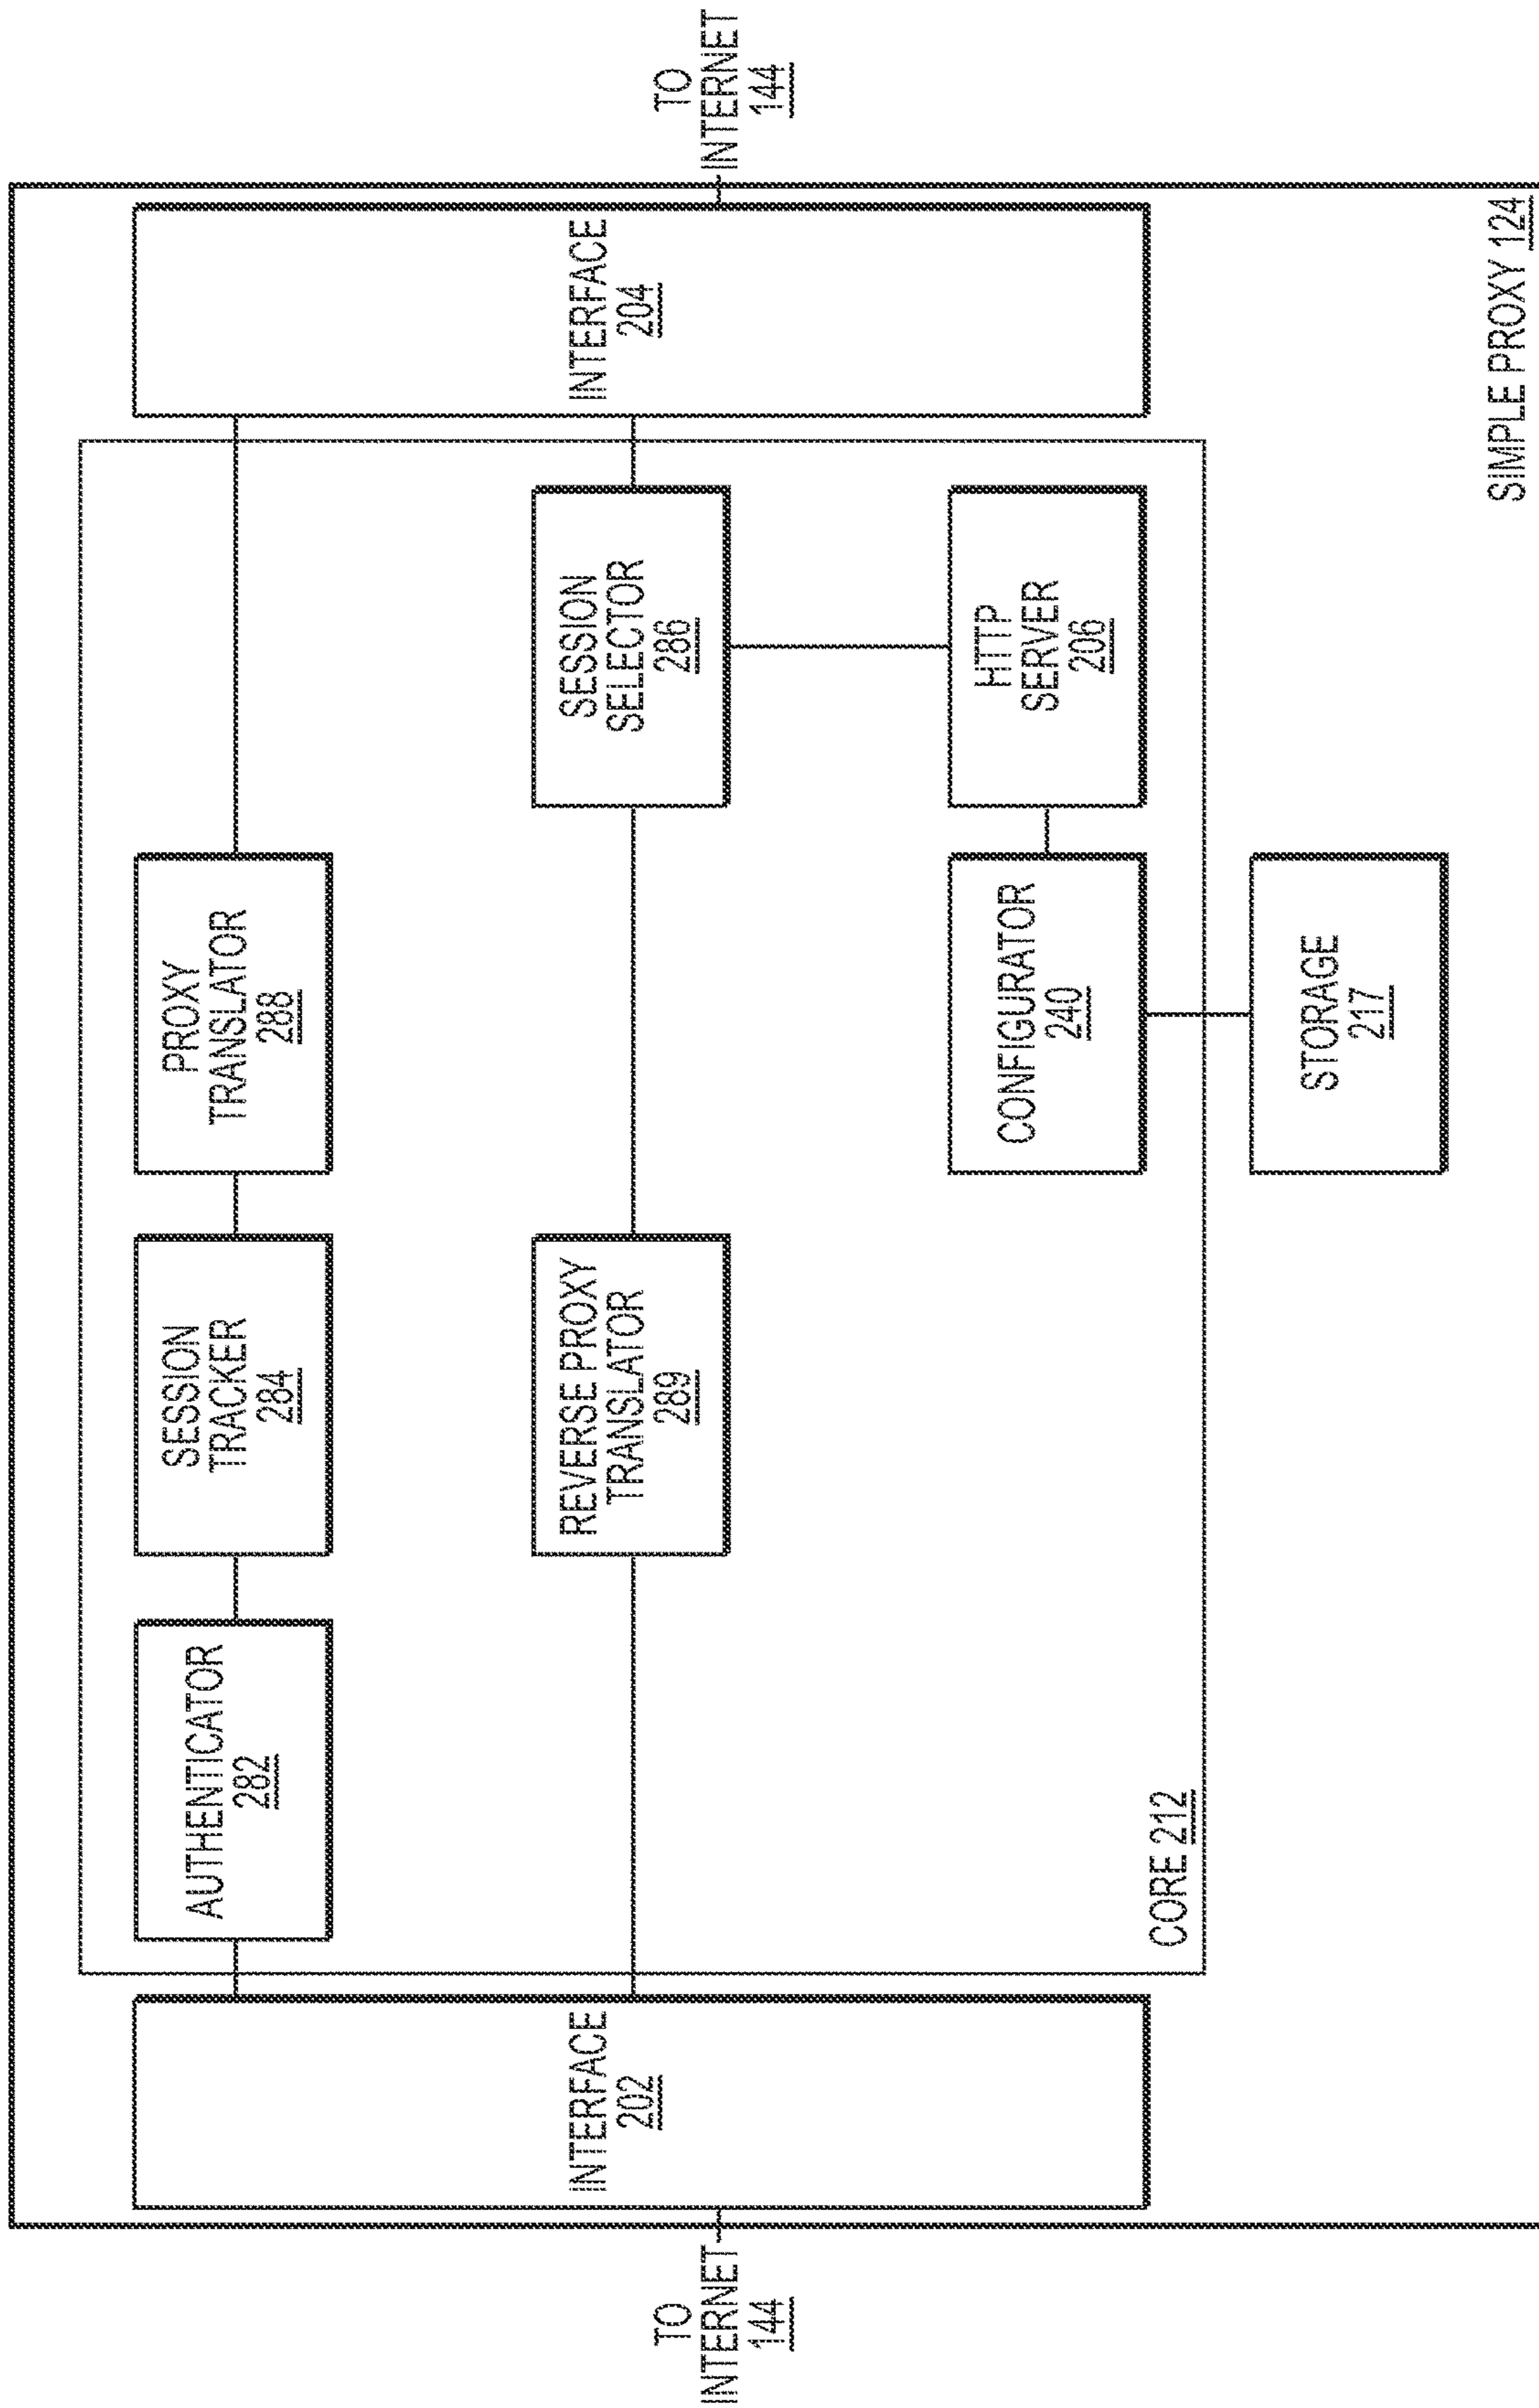 TO
INTERNET
144
INTERFACE
202
AUTHENTICATOR
282
SESSION
TRACKER
284
PROXY
TRANSLATOR
288
REVERSE PROXY
TRANSLATOR
289
SESSION
SELECTOR
286
CONFIGURATOR
240
HTTP
SERVER
206
CORE 212
STORAGE
217
INTERFACE
204
TO
INTERNET
144
SIMPLE PROXY 124